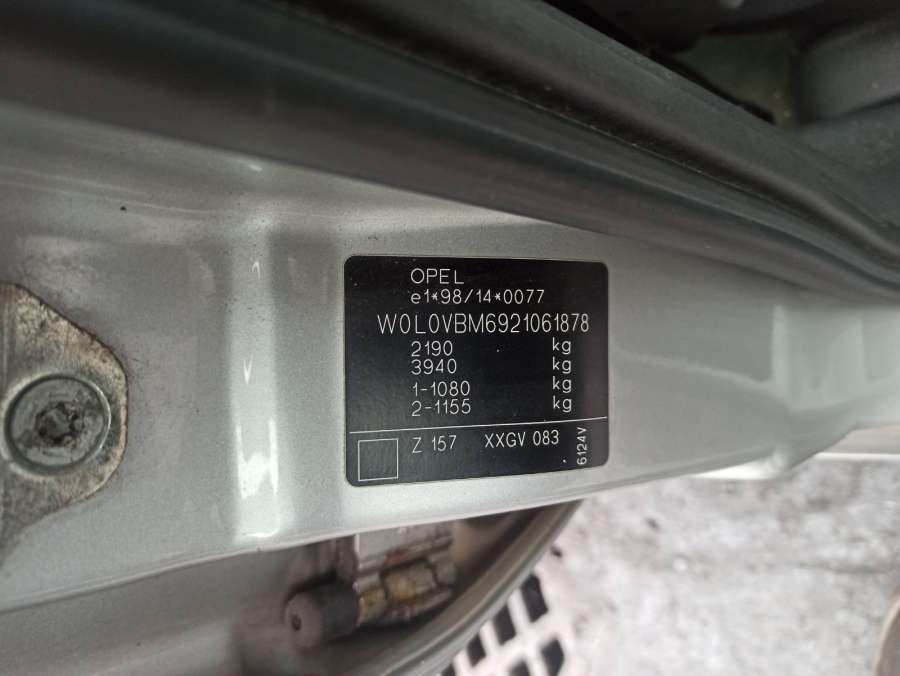 OPEL
e1*98/14*0077
W0L0VBM6921061878
2190 kg
3940 kg
1-1080 kg
2-1155 kg
Z 157 XXGV 083
6124V